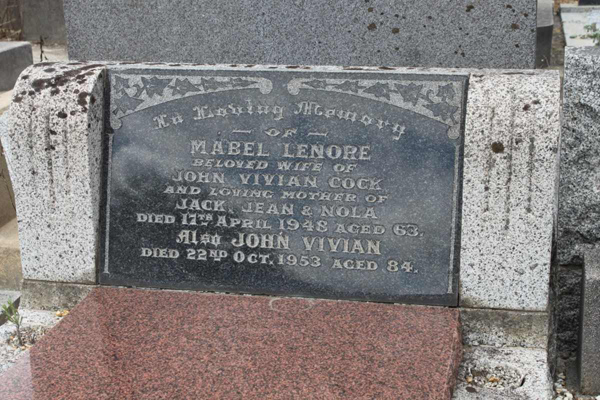 In Loving Memory
— OF —
MABEL LENORE
BELOVED WIFE OF
JOHN VIVIAN COCK
AND LOVING MOTHER OF
JACK, JEAN & NOLA
DIED 17TH APRIL 1948 AGED 63.
Also JOHN VIVIAN
DIED 22ND OCT. 1953 AGED 84.